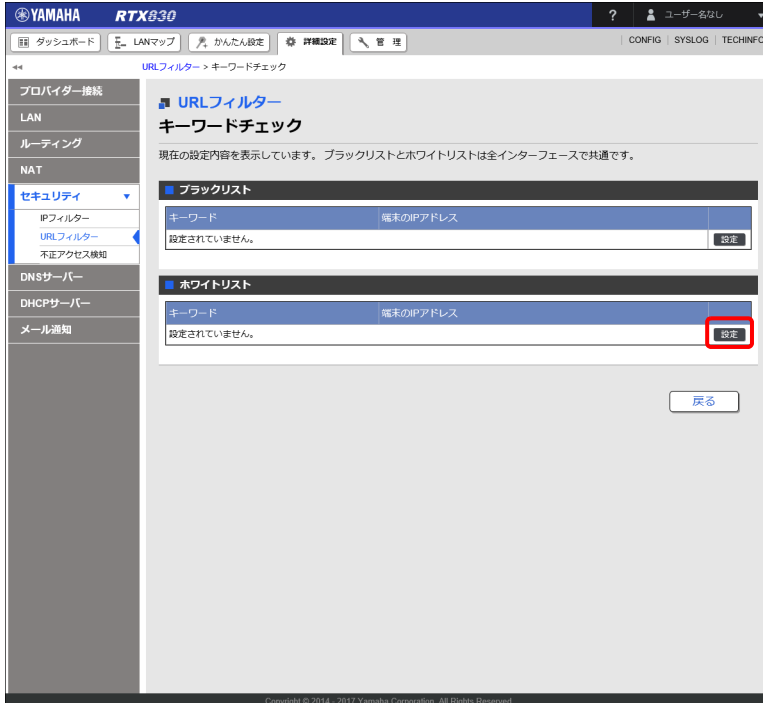 YAMAHA RTX830 ? ユーザー名なし
ダッシュボード LANマップ かんたん設定 詳細設定 管 理 CONFIG SYSLOG TECHINFO
URLフィルター > キーワードチェック
プロバイダー接続
LAN
ルーティング
NAT
セキュリティ
IPフィルター
URLフィルター
不正アクセス検知
DNSサーバー
DHCPサーバー
メール通知
URLフィルター
キーワードチェック
現在の設定内容を表示しています。 ブラックリストとホワイトリストは全インターフェースで共通です。
ブラックリスト
キーワード 端末のIPアドレス
設定されていません。 設定
ホワイトリスト
キーワード 端末のIPアドレス
設定されていません。 設定
戻る
Copyright © 2014 - 2017 Yamaha Corporation. All Rights Reserved.